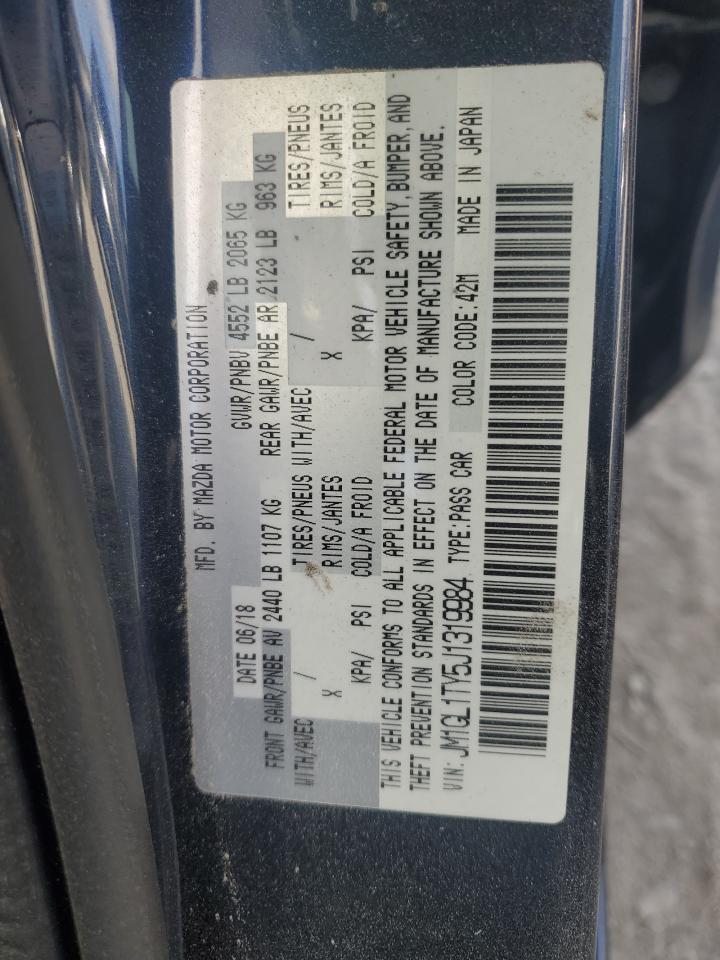 MFD. BY MAZDA MOTOR CORPORATION
DATE 06/18 GVWR/PNBV 4552 LB 2065 KG
FRONT GAWR/PNBE AV 2440 LB 1107 KG REAR GAWR/PNBE AR 2123 LB 963 KG
WITH/AVEC / TIRES/PNEUS WITH/AVEC / TIRES/PNEUS
X RIMS/JANTES X RIMS/JANTES
KPA/ PSI COLD/A FROID KPA/ PSI COLD/A FROID
THIS VEHICLE CONFORMS TO ALL APPLICABLE FEDERAL MOTOR VEHICLE SAFETY, BUMPER, AND
THEFT PREVENTION STANDARDS IN EFFECT ON THE DATE OF MANUFACTURE SHOWN ABOVE.
VIN: JM1GL1TY5J1319984 TYPE:PASS CAR COLOR CODE:42M MADE IN JAPAN